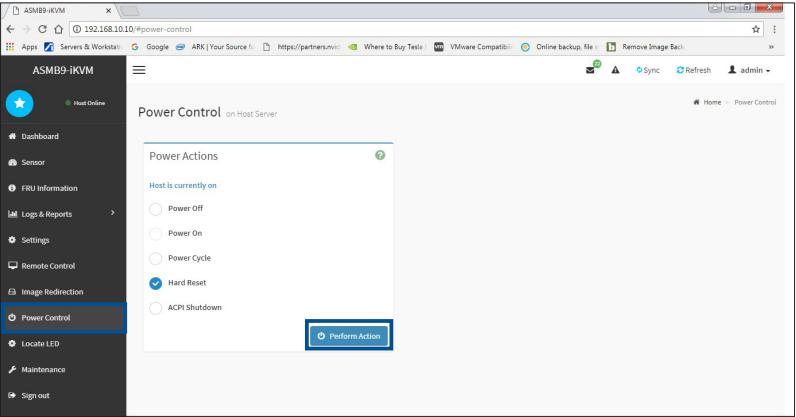 ASMB9-iKVM
192.168.10.10/#power-control
Apps Servers & Workstati Google ARK | Your Source fo https://partners.nvid Where to Buy Tesla VMware Compatibili Online backup, file s Remove Image Back »
ASMB9-iKVM
Sync Refresh admin
Host Online
Power Control on Host Server
Home > Power Control
Dashboard
Sensor
FRU Information
Logs & Reports >
Settings
Remote Control
Image Redirection
Power Control
Locate LED
Maintenance
Sign out
Power Actions
Host is currently on
Power Off
Power On
Power Cycle
Hard Reset
ACPI Shutdown
Perform Action